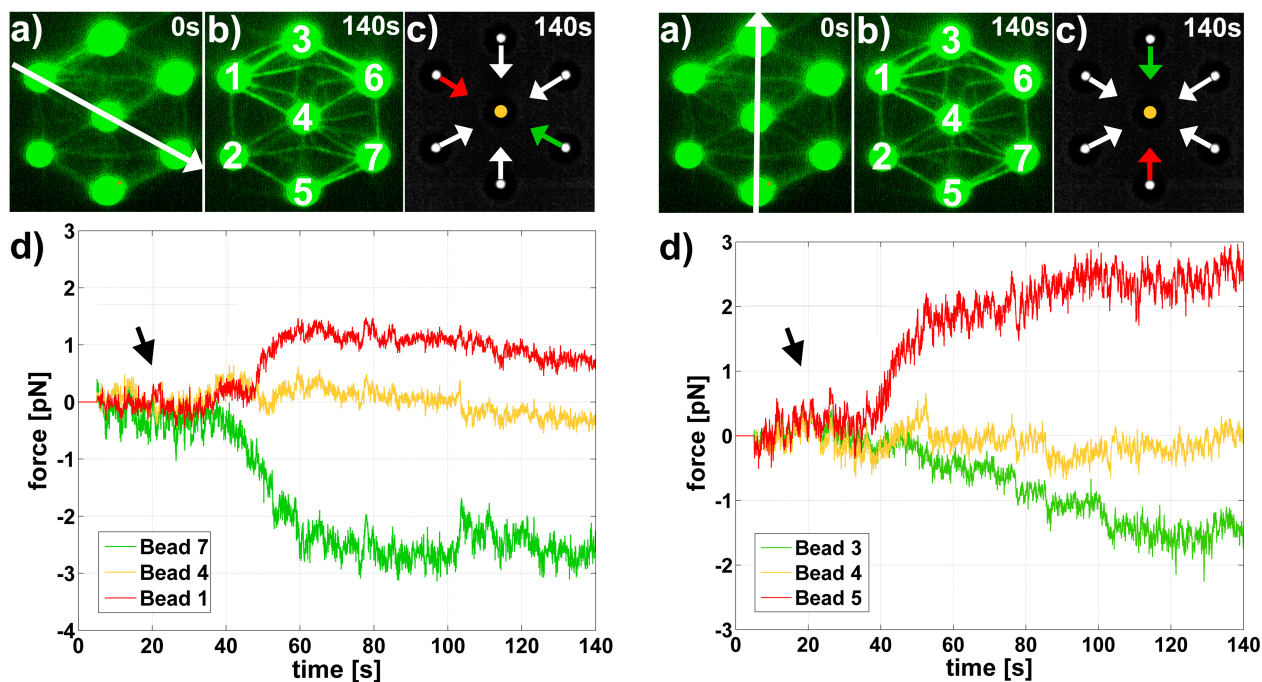 a) 0s b) 140s c) 140s
3
1 6
4
2 7
5
d)
3
2
1
0
-1
-2
-3
-4
force [pN]
Bead 7
Bead 4
Bead 1
0 20 40 60 80 100 120 140
time [s]
a) 0s b) 140s c) 140s
3
1 6
4
2 7
5
d)
3
2
1
0
-1
-2
-3
force [pN]
Bead 3
Bead 4
Bead 5
0 20 40 60 80 100 120 140
time [s]